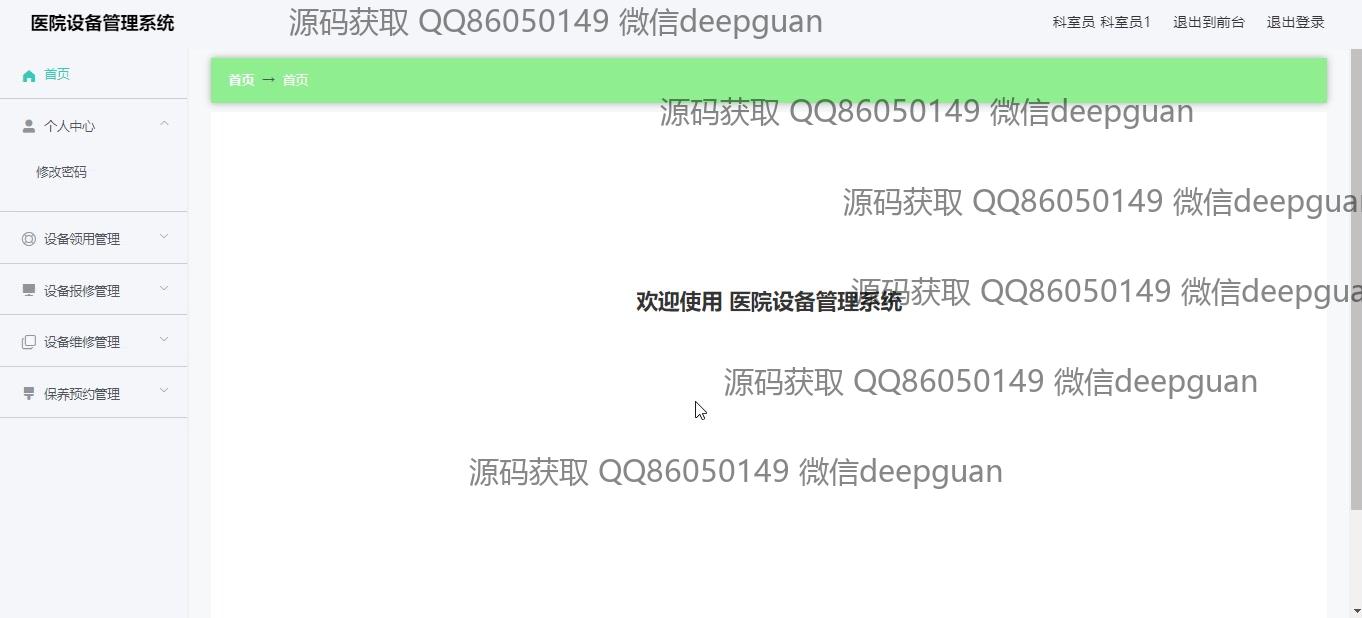 医院设备管理系统
源码获取 QQ86050149 微信deepguan
科室员 科室员1 退出到前台 退出登录
首页
首页 → 首页
源码获取 QQ86050149 微信deepguan
个人中心
修改密码
源码获取 QQ86050149 微信deepgua
设备领用管理
设备报修管理
源码获取 QQ86050149 微信deepgua
欢迎使用 医院设备管理系统
设备维修管理
源码获取 QQ86050149 微信deepguan
保养预约管理
源码获取 QQ86050149 微信deepguan